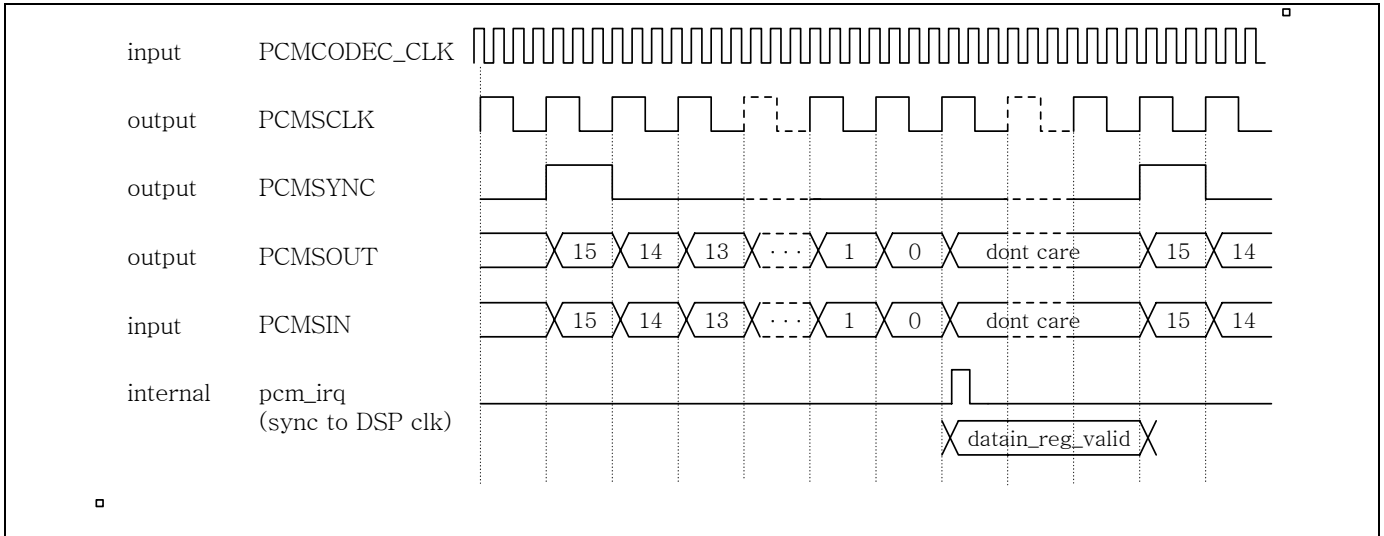 input PCMCODEC_CLK
output PCMSCLK
output PCMSYNC
output PCMSOUT 15 14 13 ··· 1 0 dont care 15 14
input PCMSIN 15 14 13 ··· 1 0 dont care 15 14
internal pcm_irq
(sync to DSP clk)
datain_reg_valid